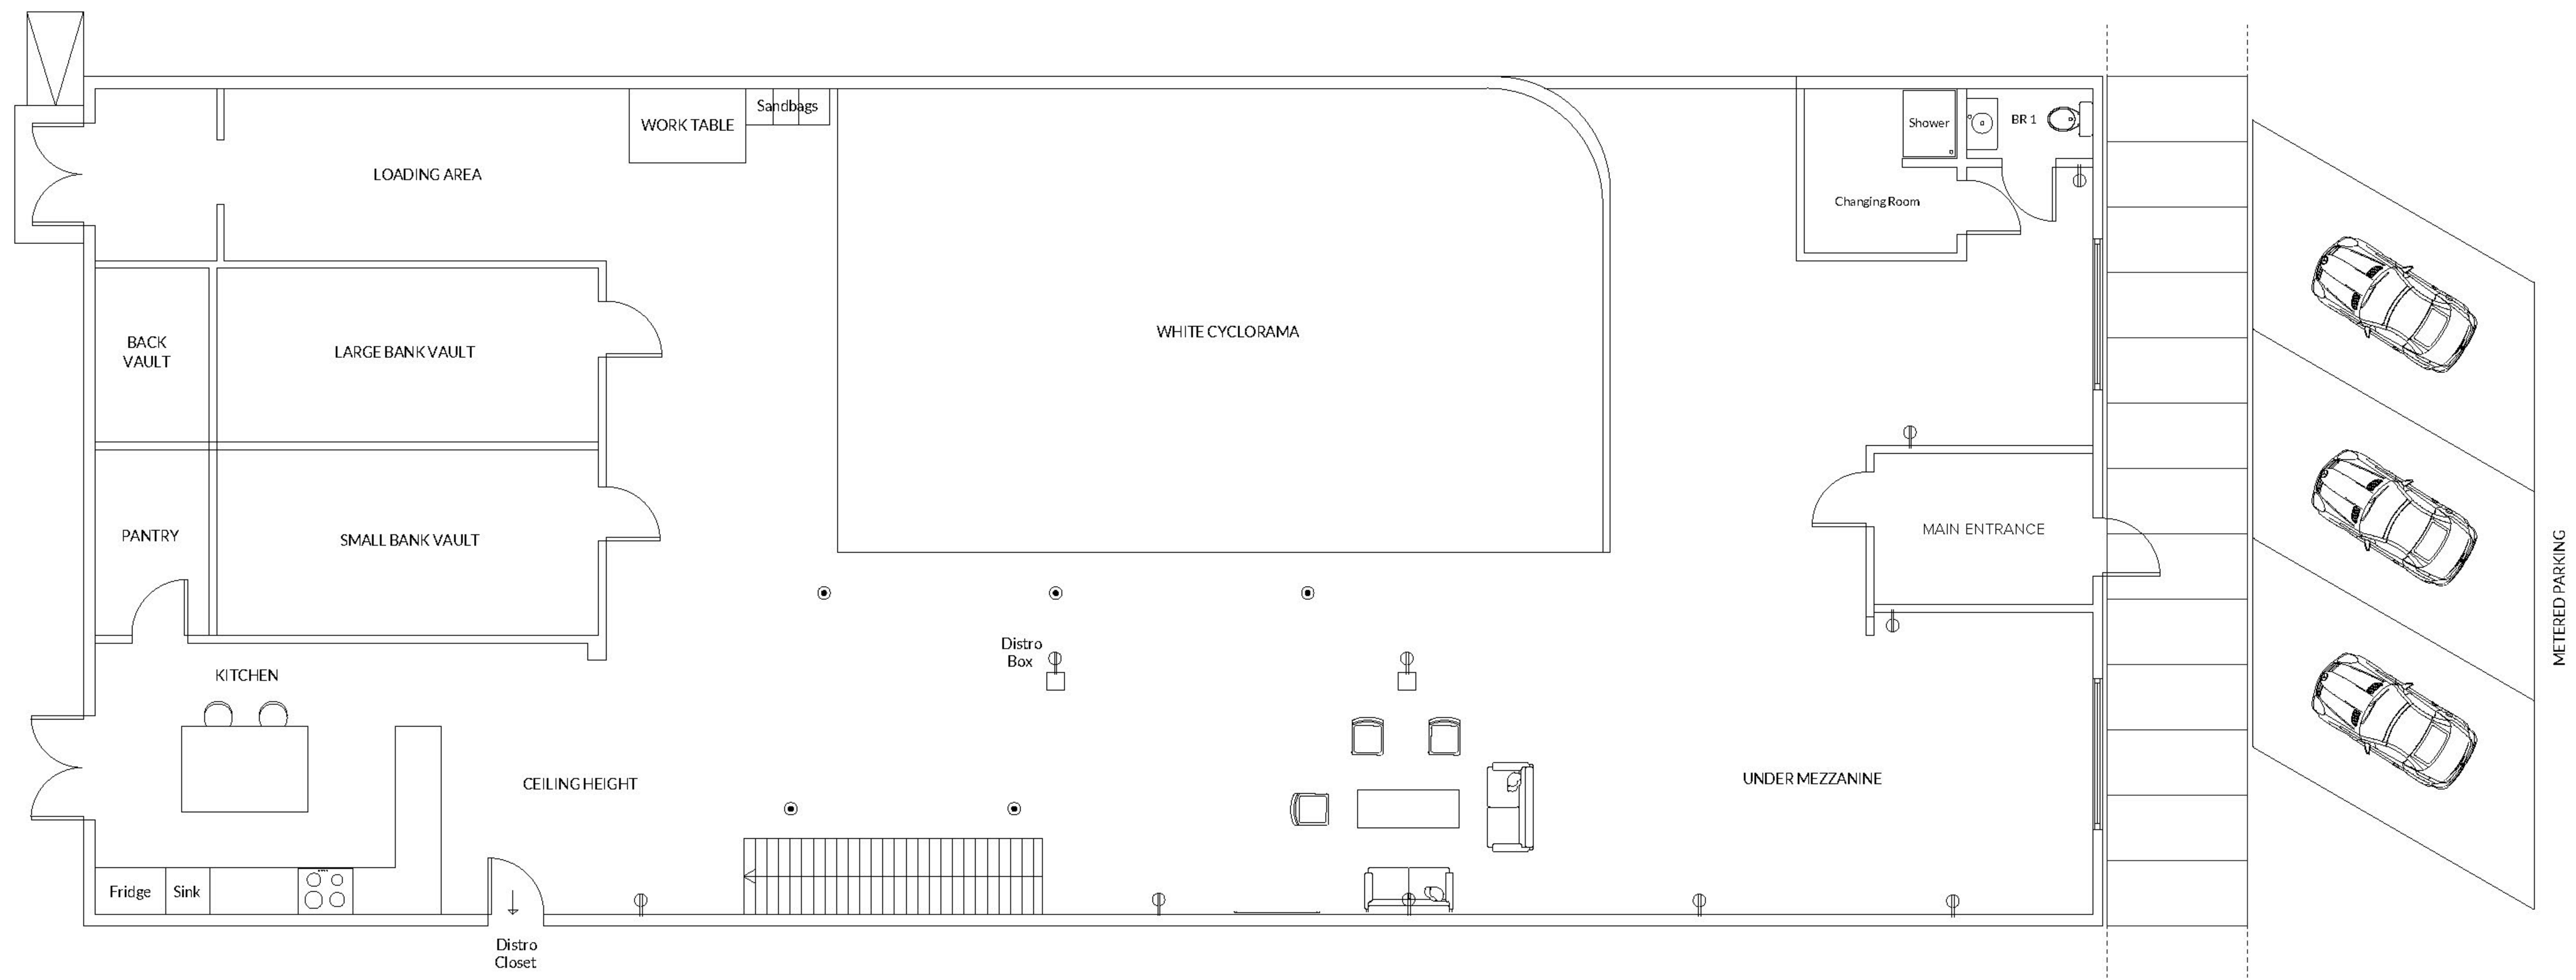 Sandbags
WORK TABLE
Shower
BR 1
LOADING AREA
Changing Room
WHITE CYCLORAMA
BACK
VAULT
LARGE BANK VAULT
PANTRY
SMALL BANK VAULT
MAIN ENTRANCE
METERED PARKING
Distro
Box
KITCHEN
CEILING HEIGHT
UNDER MEZZANINE
Fridge
Sink
Distro
Closet